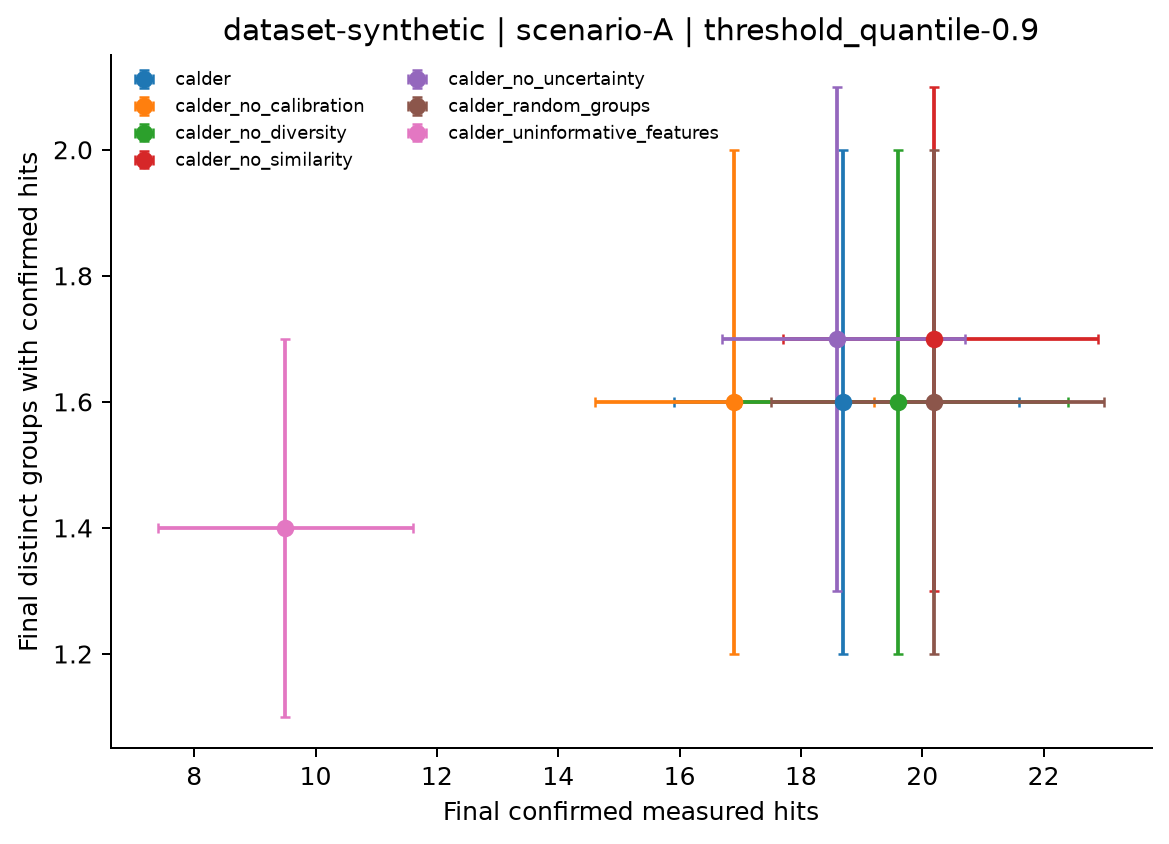 dataset-synthetic | scenario-A | threshold_quantile-0.9
calder
calder_no_calibration
calder_no_diversity
calder_no_similarity
calder_no_uncertainty
calder_random_groups
calder_uninformative_features
Final distinct groups with confirmed hits
2.0
1.8
1.6
1.4
1.2
8 10 12 14 16 18 20 22
Final confirmed measured hits